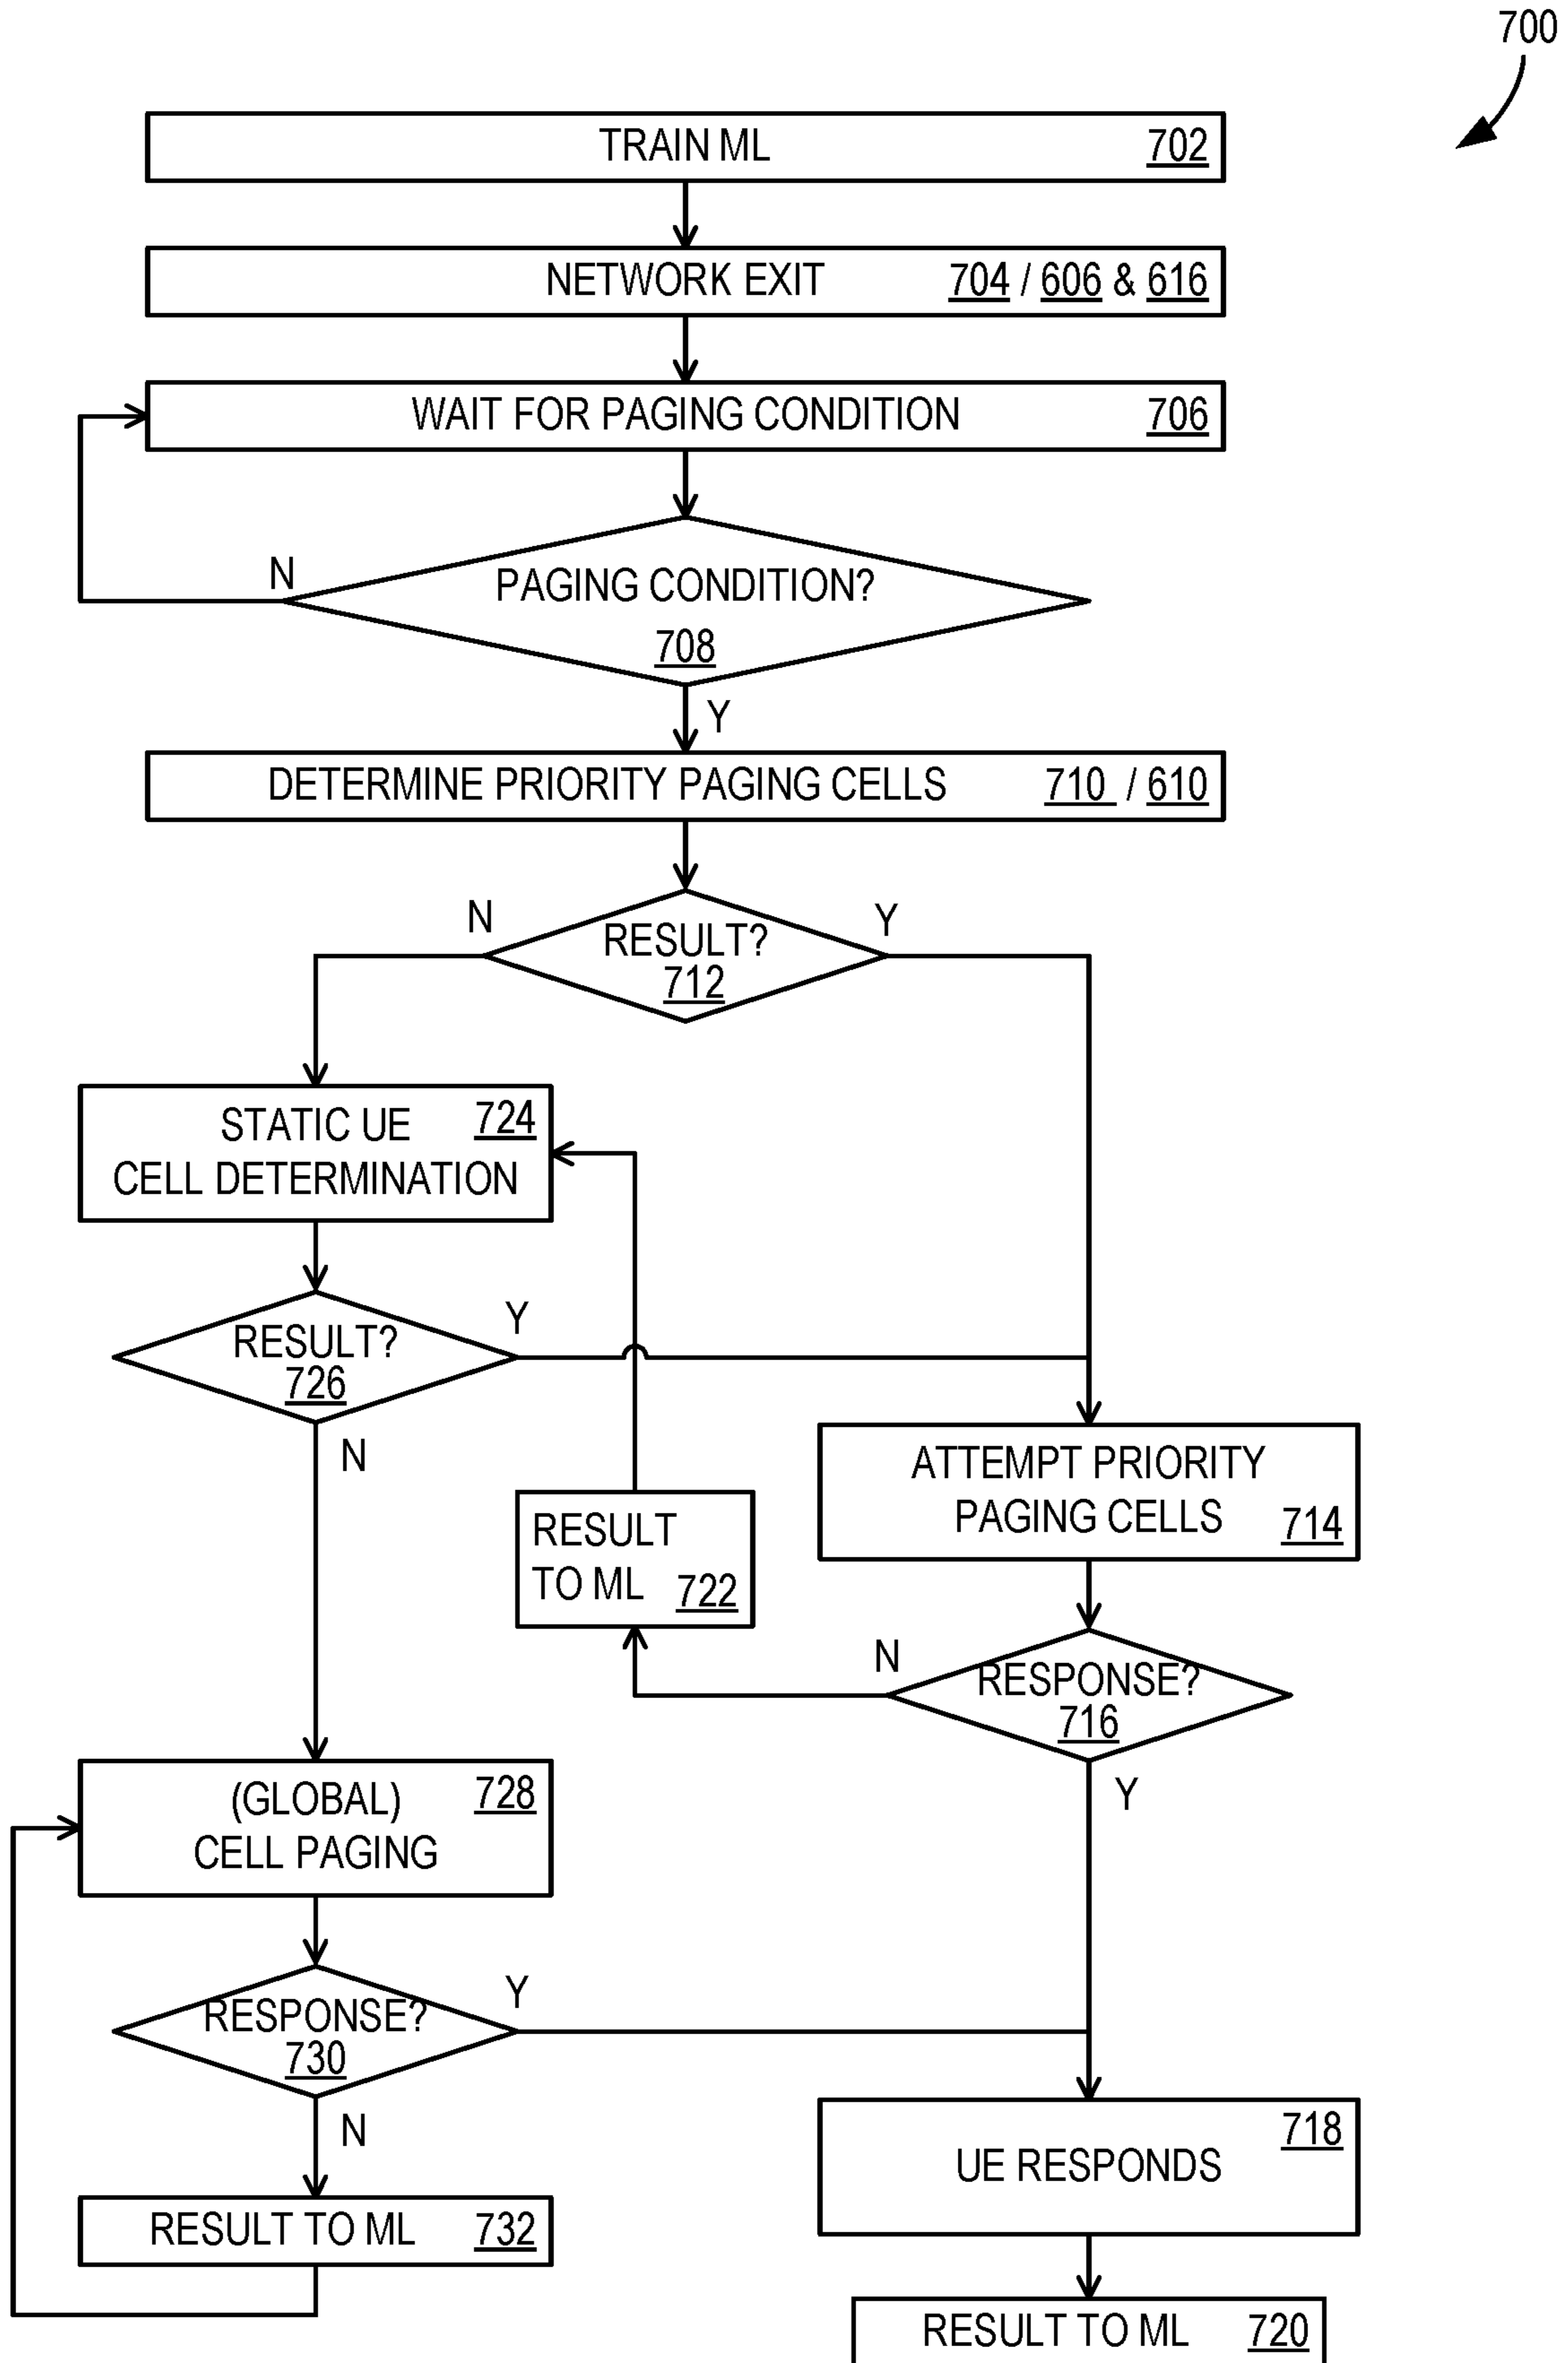 700
TRAIN ML 702
NETWORK EXIT 704 / 606 & 616
WAIT FOR PAGING CONDITION 706
N
PAGING CONDITION?
708
Y
DETERMINE PRIORITY PAGING CELLS 710 / 610
N
Y
RESULT?
712
STATIC UE 724
CELL DETERMINATION
Y
RESULT?
726
N
ATTEMPT PRIORITY
PAGING CELLS 714
RESULT
TO ML 722
N
RESPONSE?
716
Y
(GLOBAL) 728
CELL PAGING
Y
RESPONSE?
730
N
718
UE RESPONDS
RESULT TO ML 732
RESULT TO ML 720